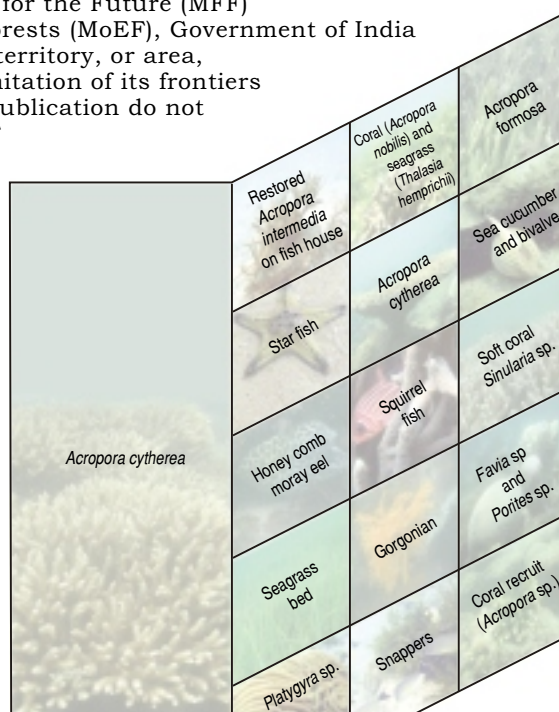 for the Future (MFF)
orests (MoEF), Government of India
territory, or area,
mitation of its frontiers
publication do not
Acropora cytherea
Restored
Acropora
intermedia
on fish house
Star fish
Honey comb
moray eel
Seagrass
bed
Platygyra sp.
Coral (Acropora
nobilis) and
seagrass
(Thalasia
hemprichii)
Acropora
cytherea
Squirrel
fish
Gorgonian
Snappers
Acropora
formosa
Sea cucumber
and bivalve
Soft coral
Sinularia sp.
Favia sp
and
Porites sp.
Coral recruit
(Acropora sp.)